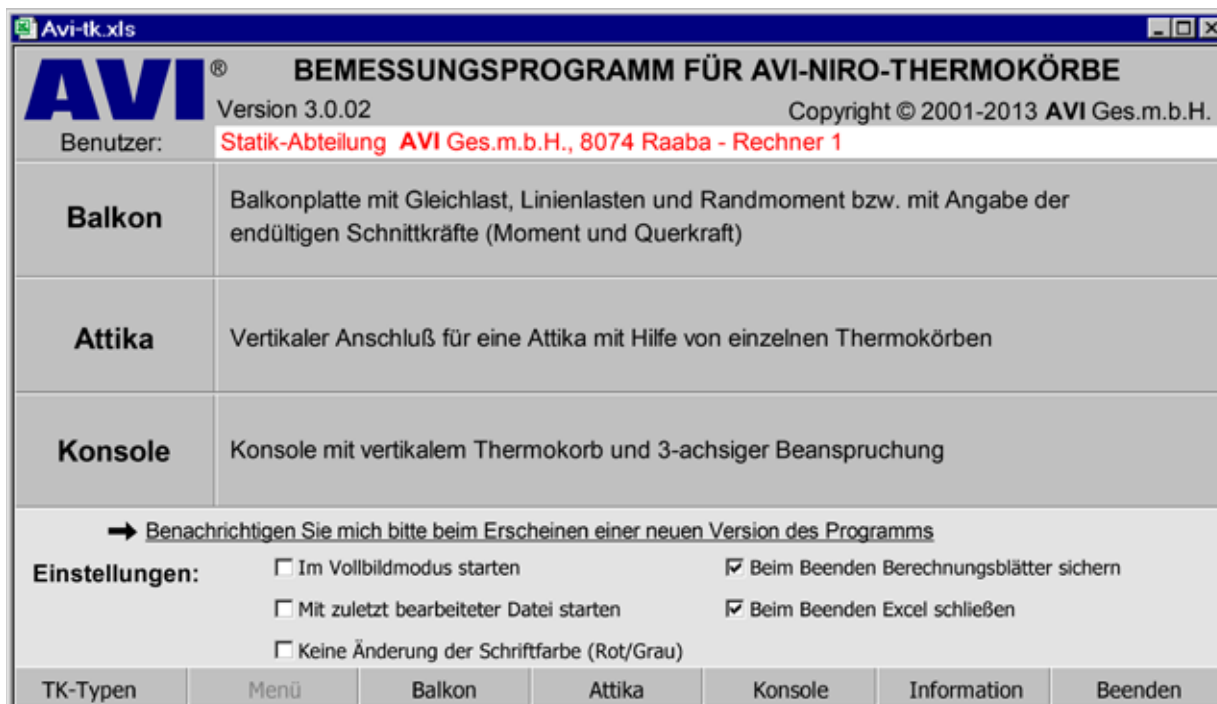 Avi-tk.xls
AVI® BEMESSUNGSPROGRAMM FÜR AVI-NIRO-THERMOKÖRBE
Version 3.0.02 Copyright © 2001-2013 AVI Ges.m.b.H.
Benutzer: Statik-Abteilung AVI Ges.m.b.H., 8074 Raaba - Rechner 1
Balkon
Balkonplatte mit Gleichlast, Linienlasten und Randmoment bzw. mit Angabe der
endültigen Schnittkräfte (Moment und Querkraft)
Attika
Vertikaler Anschluß für eine Attika mit Hilfe von einzelnen Thermokörben
Konsole
Konsole mit vertikalem Thermokorb und 3-achsiger Beanspruchung
Benachrichtigen Sie mich bitte beim Erscheinen einer neuen Version des Programms
Einstellungen:
Im Vollbildmodus starten
Beim Beenden Berechnungsblätter sichern
Mit zuletzt bearbeiteter Datei starten
Beim Beenden Excel schließen
Keine Änderung der Schriftfarbe (Rot/Grau)
TK-Typen Menü Balkon Attika Konsole Information Beenden